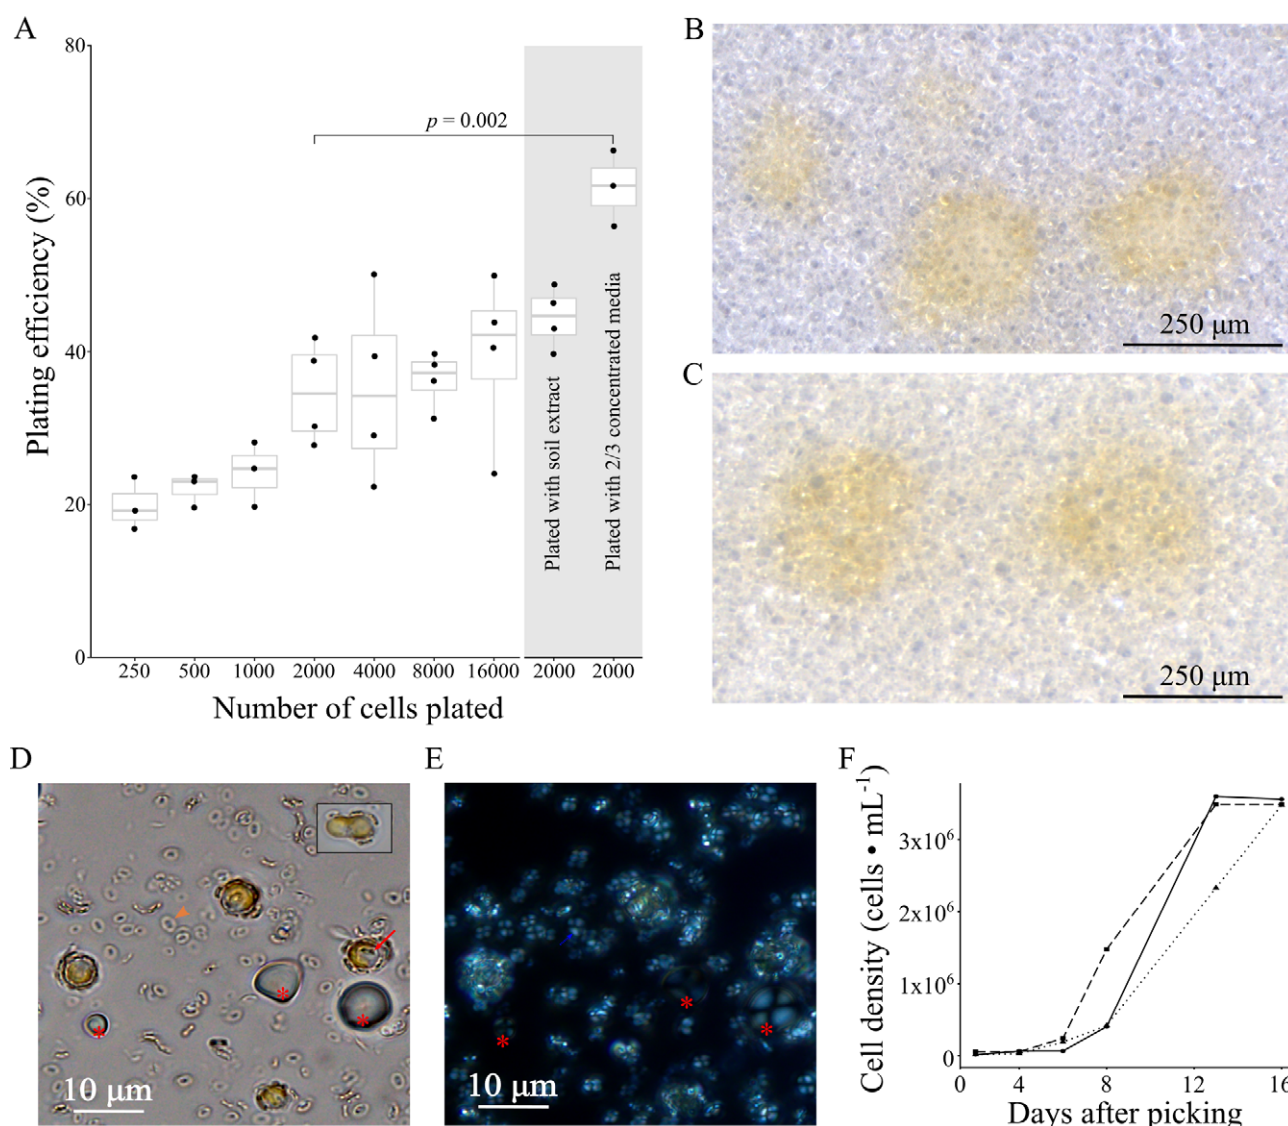 A
80
60
40
20
0
Plating efficiency (%)
p = 0.002
Plated with soil extract
Plated with 2/3 concentrated media
250 500 1000 2000 4000 8000 16000 2000 2000
Number of cells plated
B
250 μm
C
250 μm
D
*
*
*
10 μm
E
*
*
*
10 μm
F
Cell density (cells • mL⁻¹)
3x10⁶
2x10⁶
1x10⁶
0
0 4 8 12 16
Days after picking